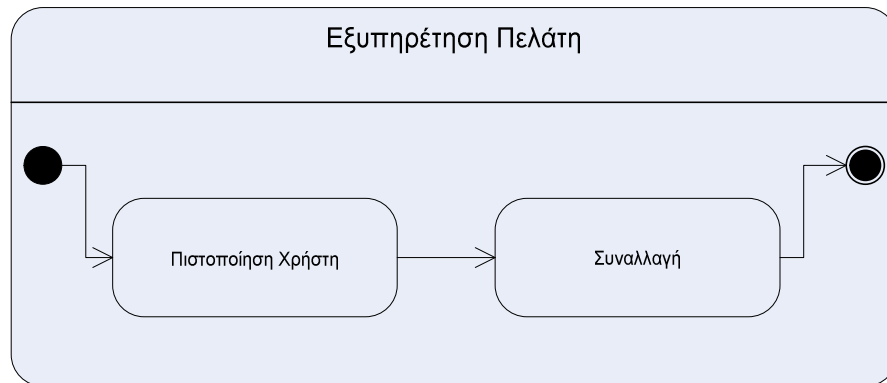 Εξυπηρέτηση Πελάτη
Πιστοποίηση Χρήστη
Συναλλαγή